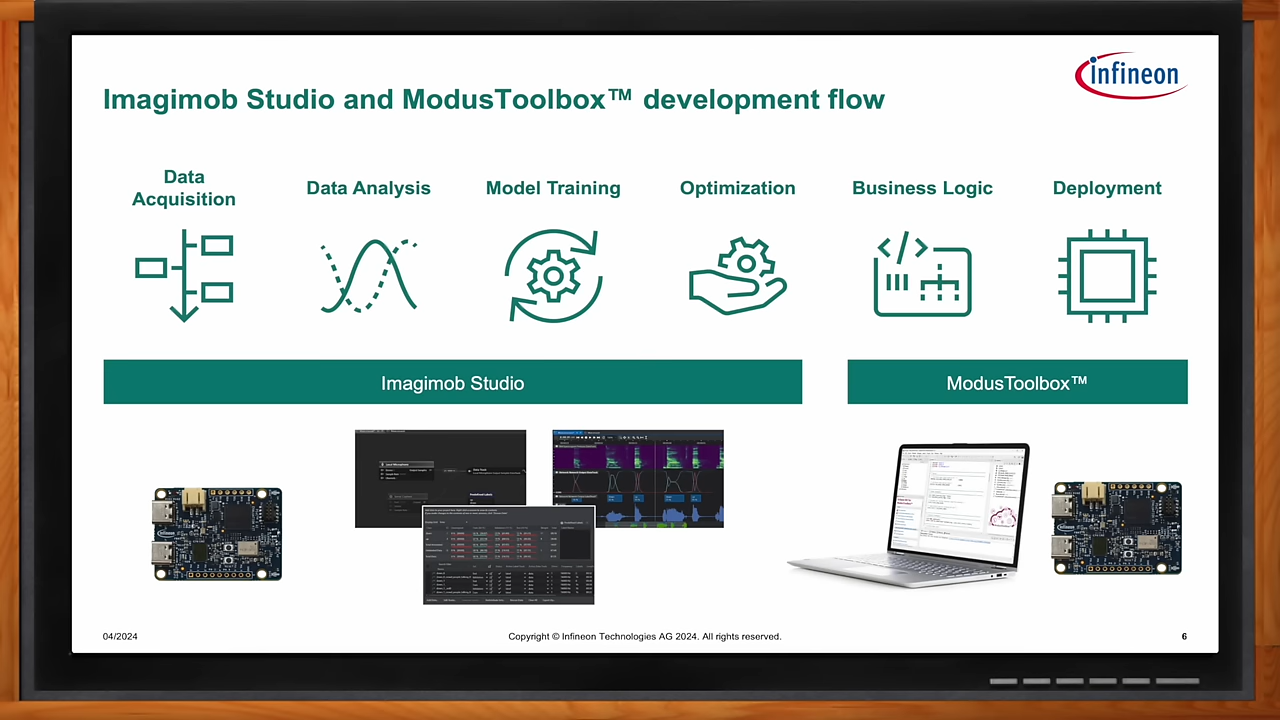 infineon
Imagimob Studio and ModusToolbox™ development flow
Data
Acquisition
Data Analysis
Model Training
Optimization
Business Logic
Deployment
Imagimob Studio
ModusToolbox™
04/2024
Copyright © Infineon Technologies AG 2024. All rights reserved.
6